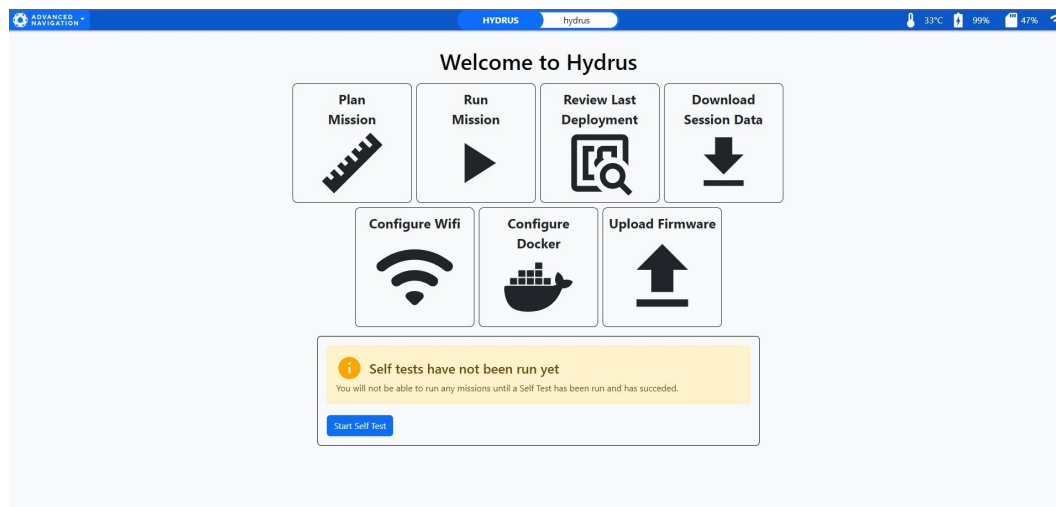 ADVANCED
NAVIGATION
HYDRUS
hydrus
33°C
99%
47%
Welcome to Hydrus
Plan
Mission
Run
Mission
Review Last
Deployment
Download
Session Data
Configure Wifi
Configure
Docker
Upload Firmware
Self tests have not been run yet
You will not be able to run any missions until a Self Test has been run and has succeded.
Start Self Test